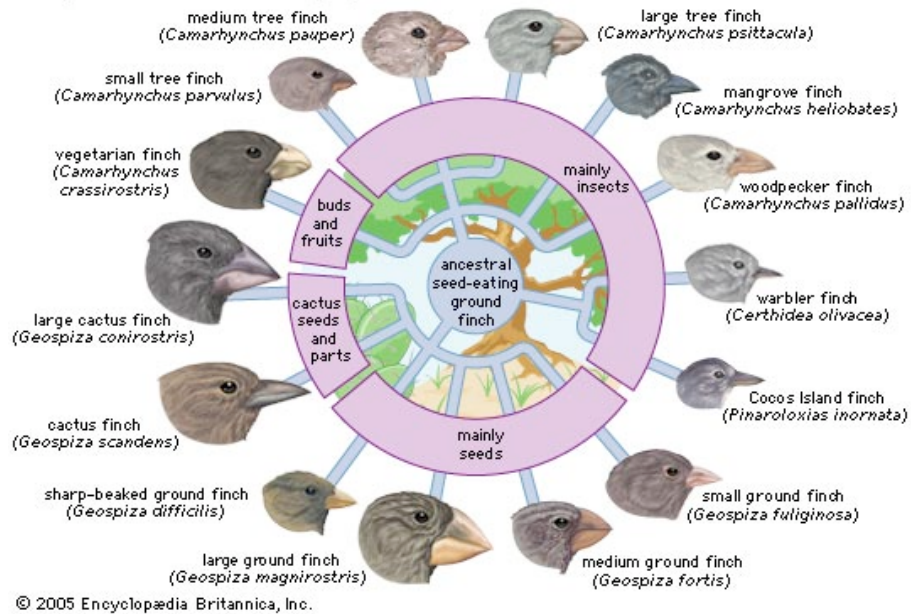 medium tree finch
(Camarhynchus pauper)
large tree finch
(Camarhynchus psittacula)
small tree finch
(Camarhynchus parvulus)
mangrove finch
(Camarhynchus heliobates)
vegetarian finch
(Camarhynchus
crassirostris)
woodpecker finch
(Camarhynchus pallidus)
mainly
insects
buds
and
fruits
ancestral
seed-eating
ground
finch
cactus
seeds
and
parts
large cactus finch
(Geospiza conirostris)
warbler finch
(Certhidea olivacea)
Cocos Island finch
(Pinaroloxias inornata)
cactus finch
(Geospiza scandens)
mainly
seeds
sharp-beaked ground finch
(Geospiza difficilis)
small ground finch
(Geospiza fuliginosa)
large ground finch
(Geospiza magnirostris)
medium ground finch
(Geospiza fortis)
© 2005 Encyclopædia Britannica, Inc.